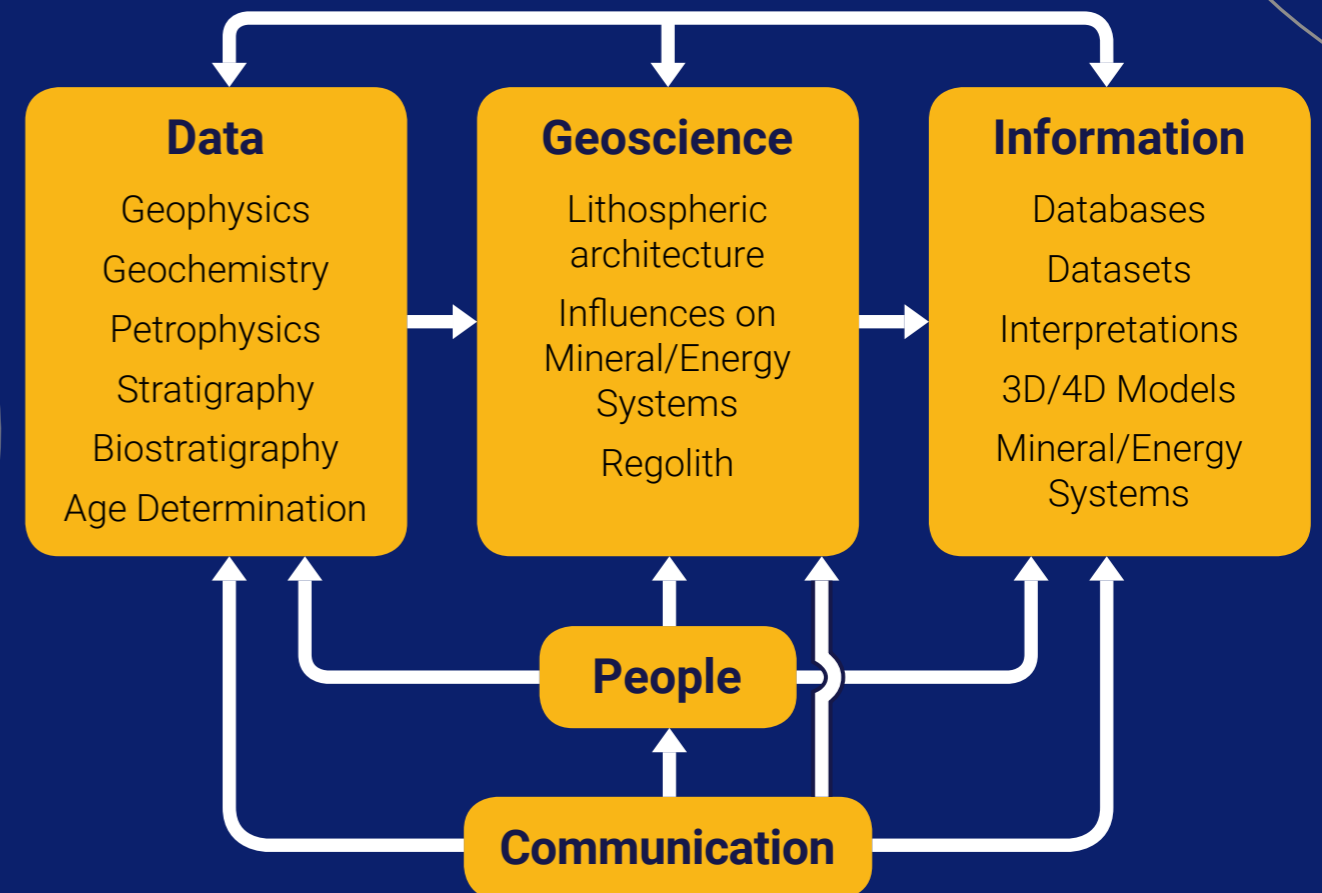 Data
Geophysics
Geochemistry
Petrophysics
Stratigraphy
Biostratigraphy
Age Determination
Geoscience
Lithospheric
architecture
Influences on
Mineral/Energy
Systems
Regolith
Information
Databases
Datasets
Interpretations
3D/4D Models
Mineral/Energy
Systems
People
Communication